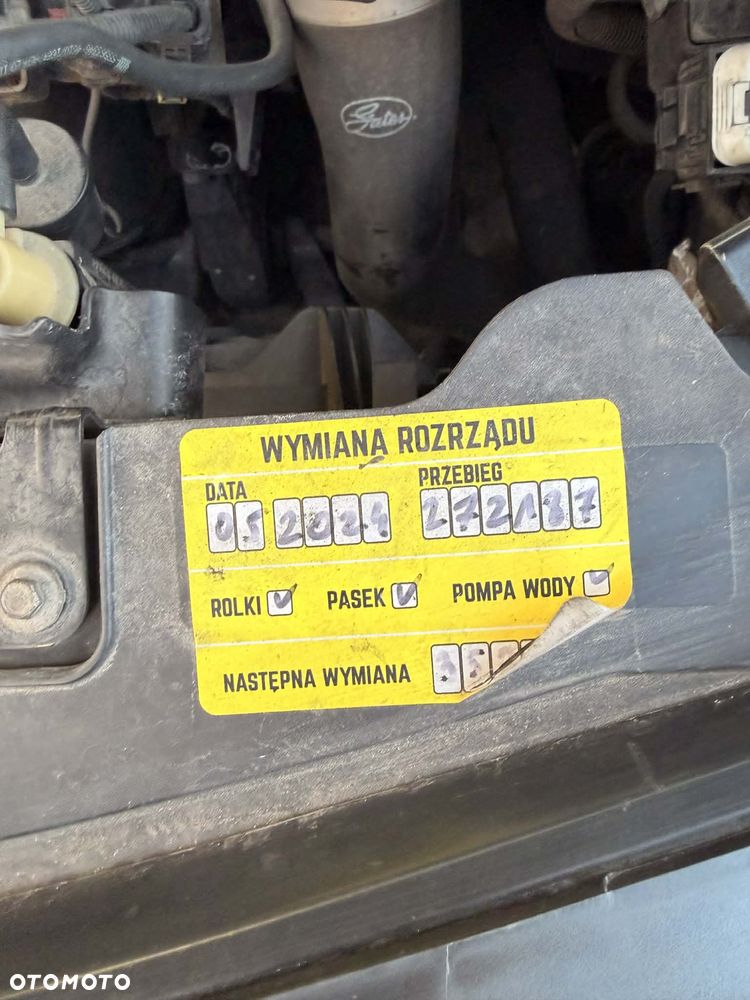 Gates
WYMIANA ROZRZĄDU
DATA PRZEBIEG
05 2024 272187
ROLKI PASEK POMPA WODY
NASTĘPNA WYMIANA
OTOMOTO